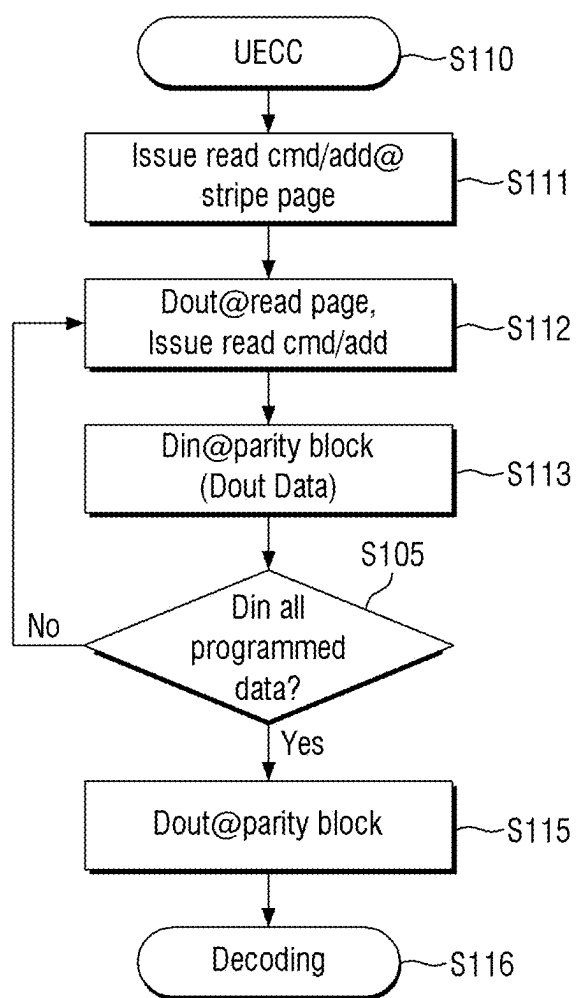 UECC
S110
Issue read cmd/add@
stripe page
S111
Dout@read page,
Issue read cmd/add
S112
Din@parity block
(Dout Data)
S113
S105
Din all
programmed
data?
No
Yes
Dout@parity block
S115
Decoding
S116